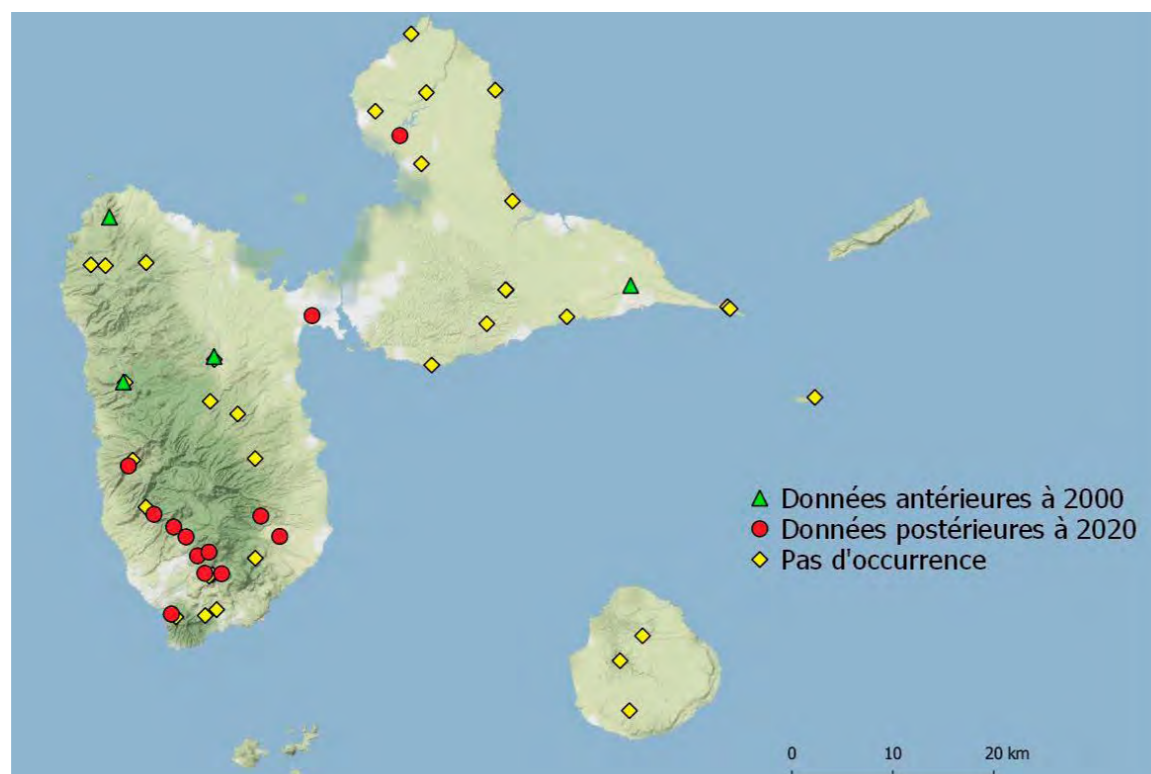 Données antérieures à 2000
Données postérieures à 2020
Pas d'occurrence
0 10 20 km